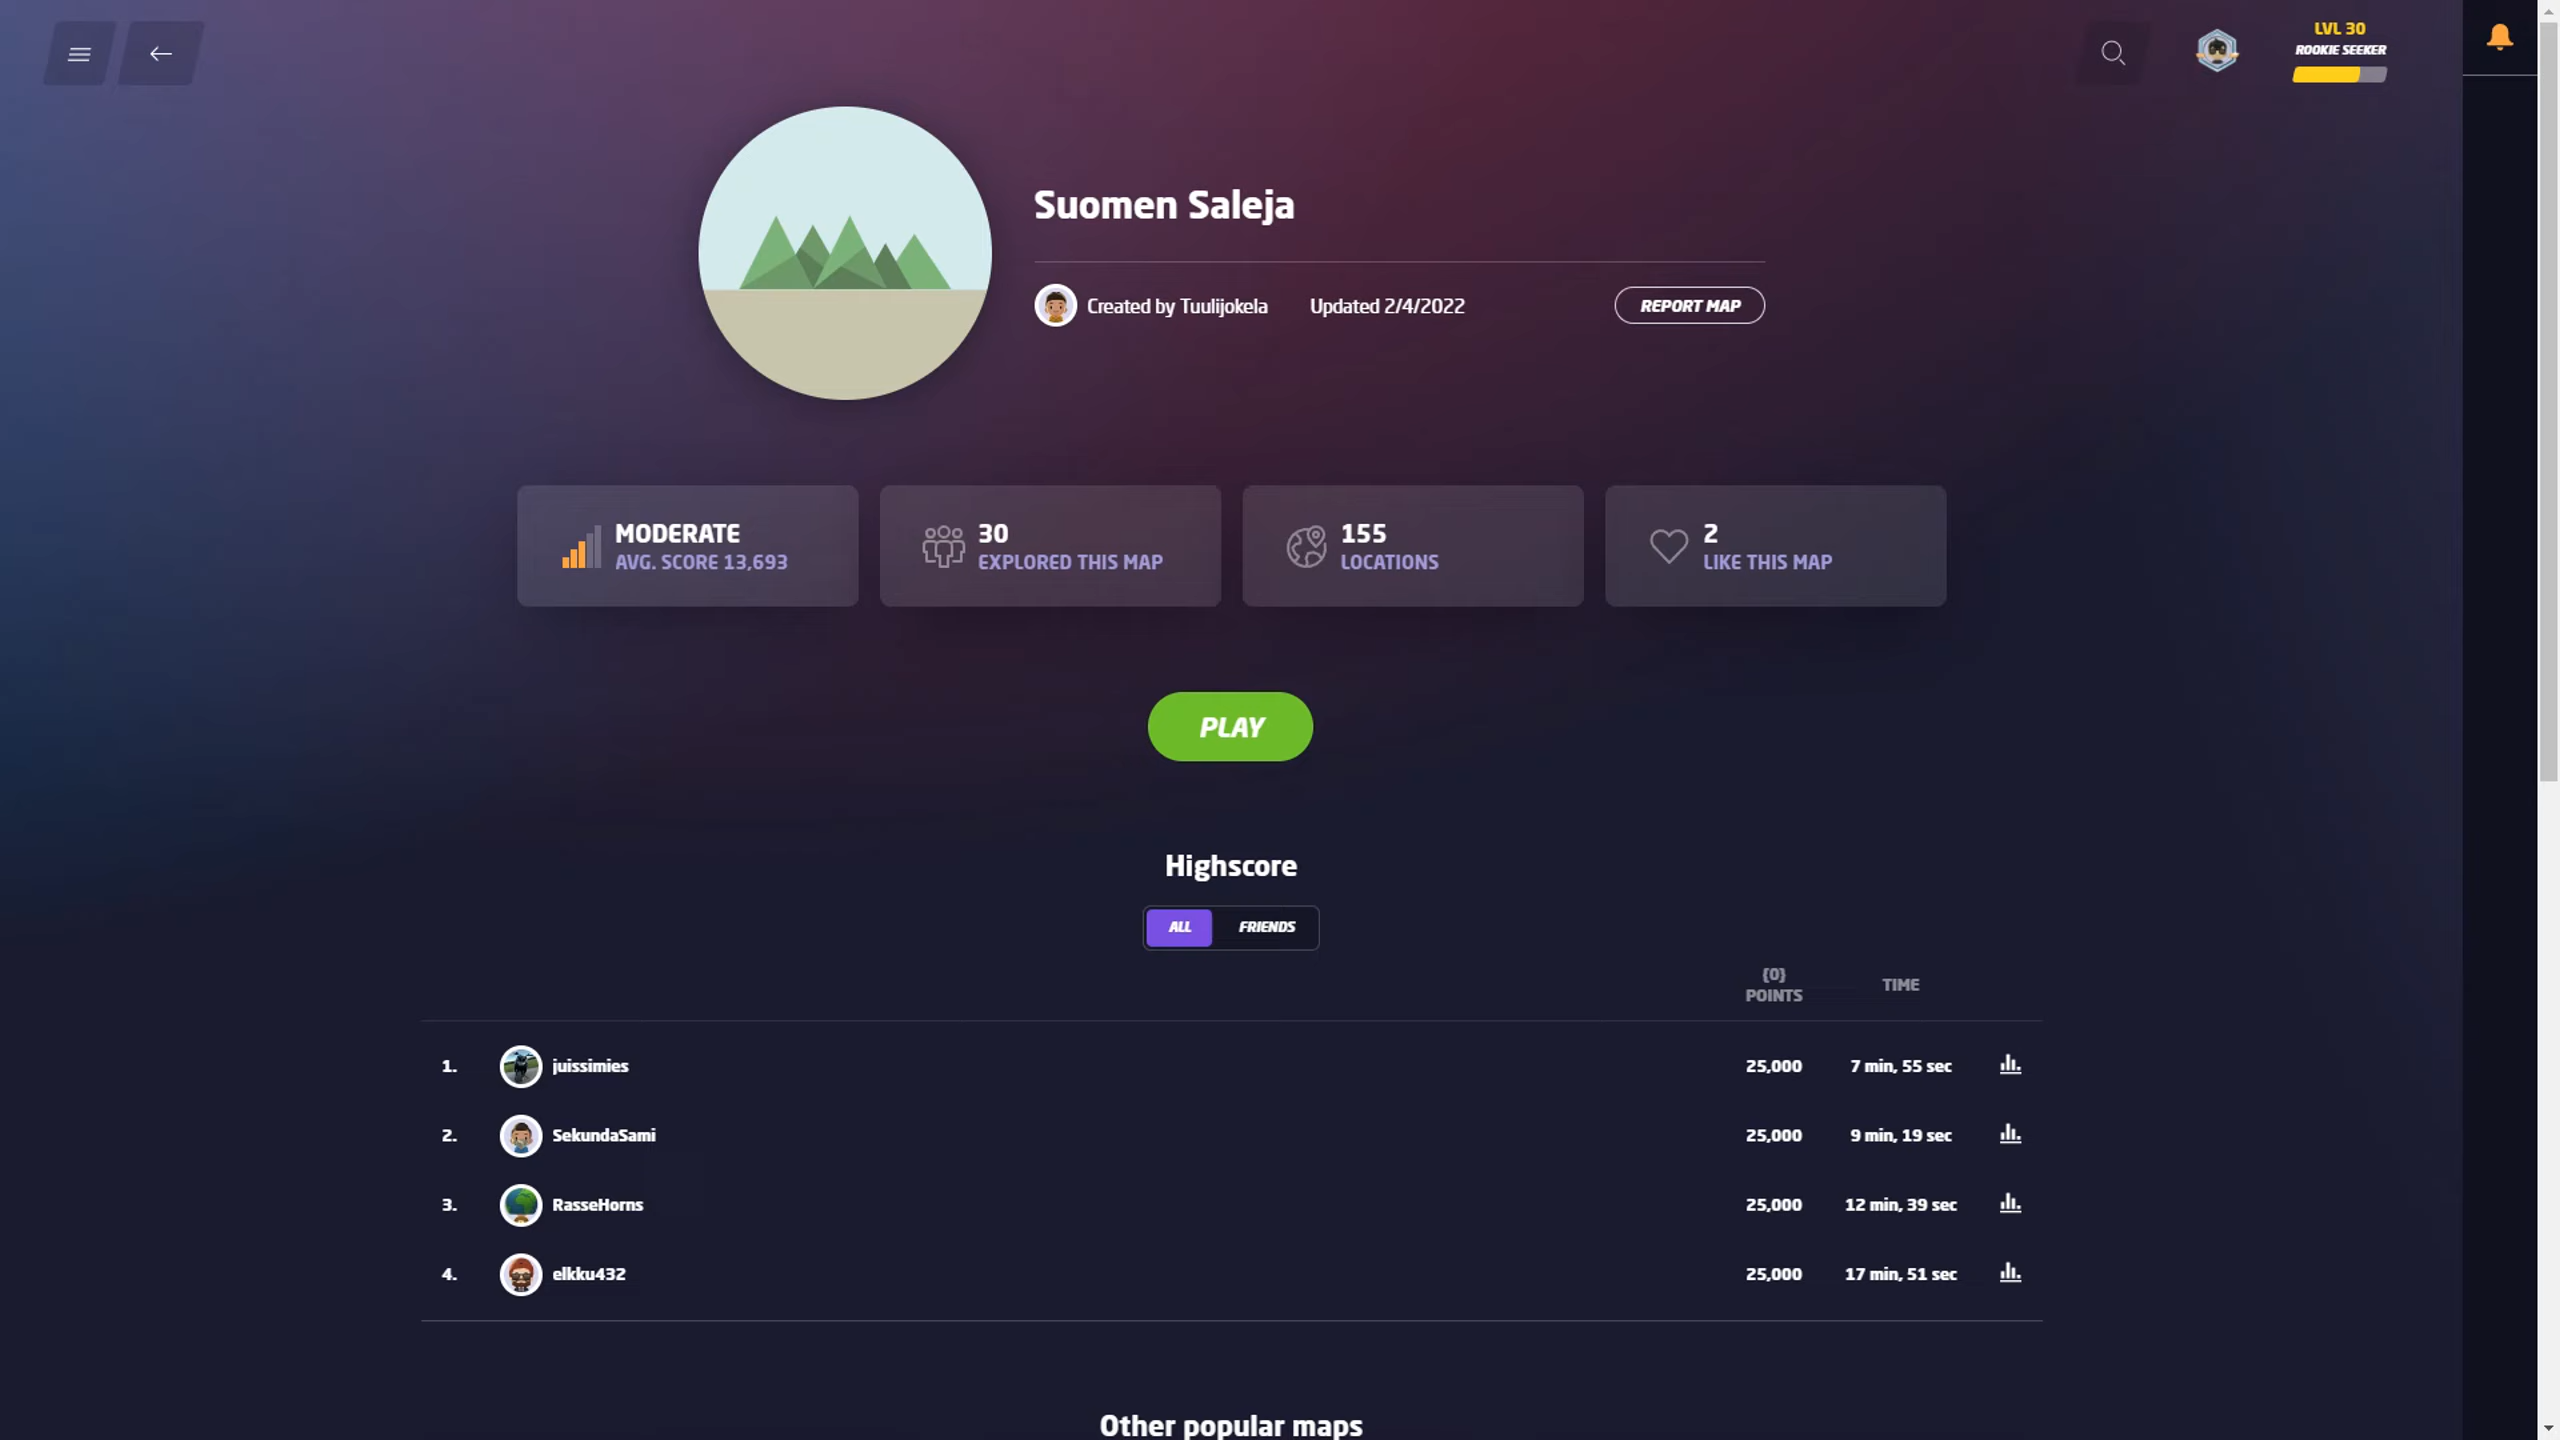 LVL 30
ROOKIE SEEKER
Suomen Saleja
Created by Tuulijokela
Updated 2/4/2022
REPORT MAP
MODERATE
AVG. SCORE 13,693
30
EXPLORED THIS MAP
155
LOCATIONS
2
LIKE THIS MAP
PLAY
Highscore
ALL
FRIENDS
{0}
POINTS
TIME
1. juissimies 25,000 7 min, 55 sec
2. SekundaSami 25,000 9 min, 19 sec
3. RasseHorns 25,000 12 min, 39 sec
4. elkku432 25,000 17 min, 51 sec
Other popular maps